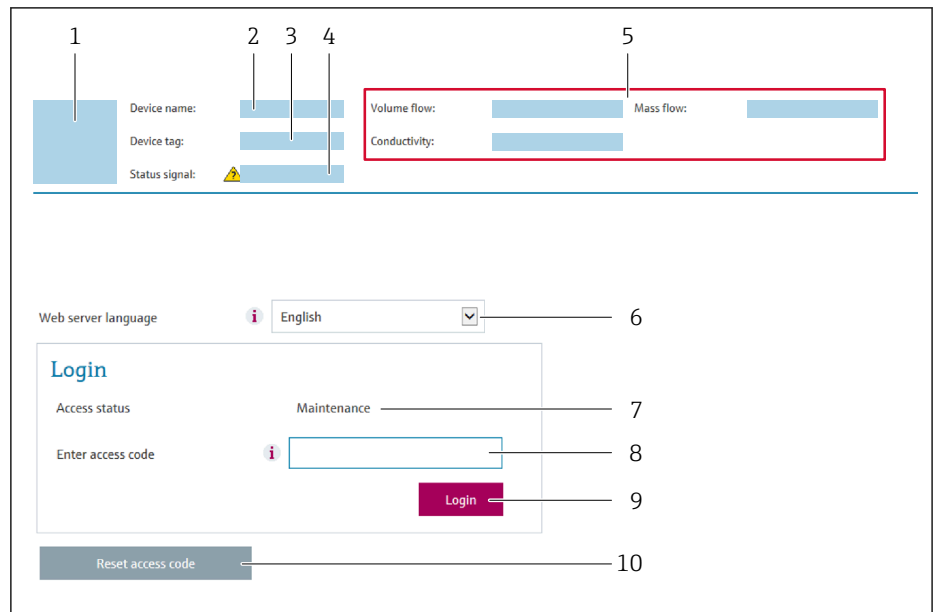 1 2 3 4 5
Device name: Volume flow: Mass flow:
Device tag: Conductivity:
Status signal: ?
Web server language i English 6
Login
Access status Maintenance 7
Enter access code i 8
Login 9
Reset access code 10